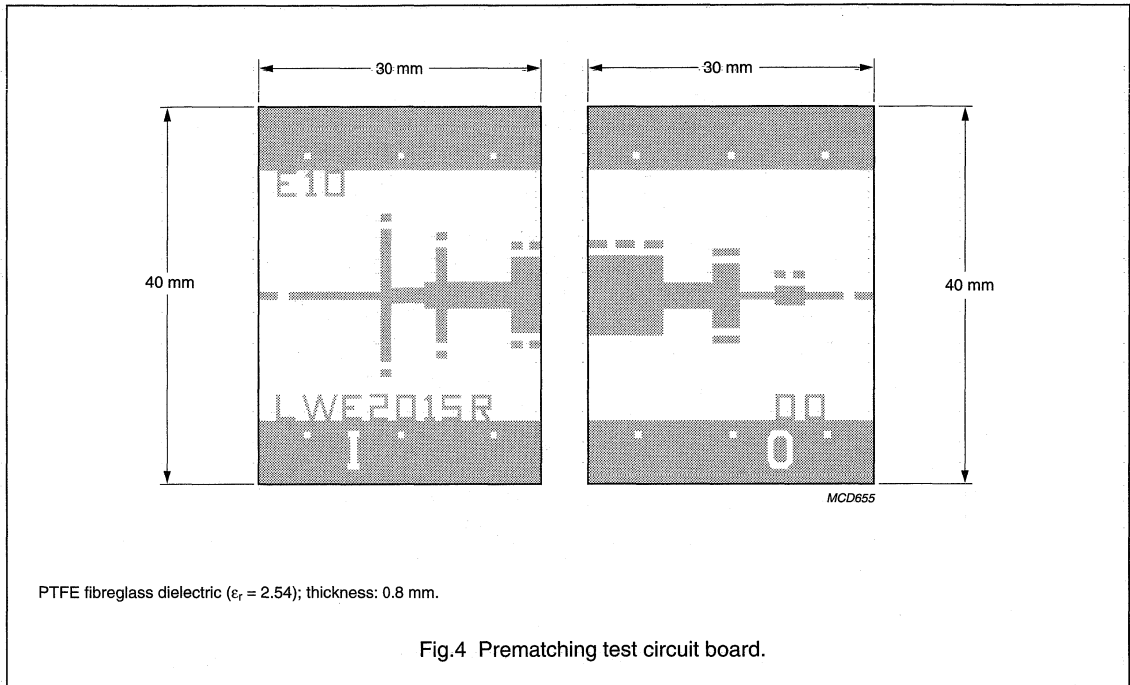 30 mm
30 mm
E10
40 mm
40 mm
LWE2015R
00
I
O
MCD655
PTFE fibreglass dielectric (εr = 2.54); thickness: 0.8 mm.
Fig.4 Prematching test circuit board.